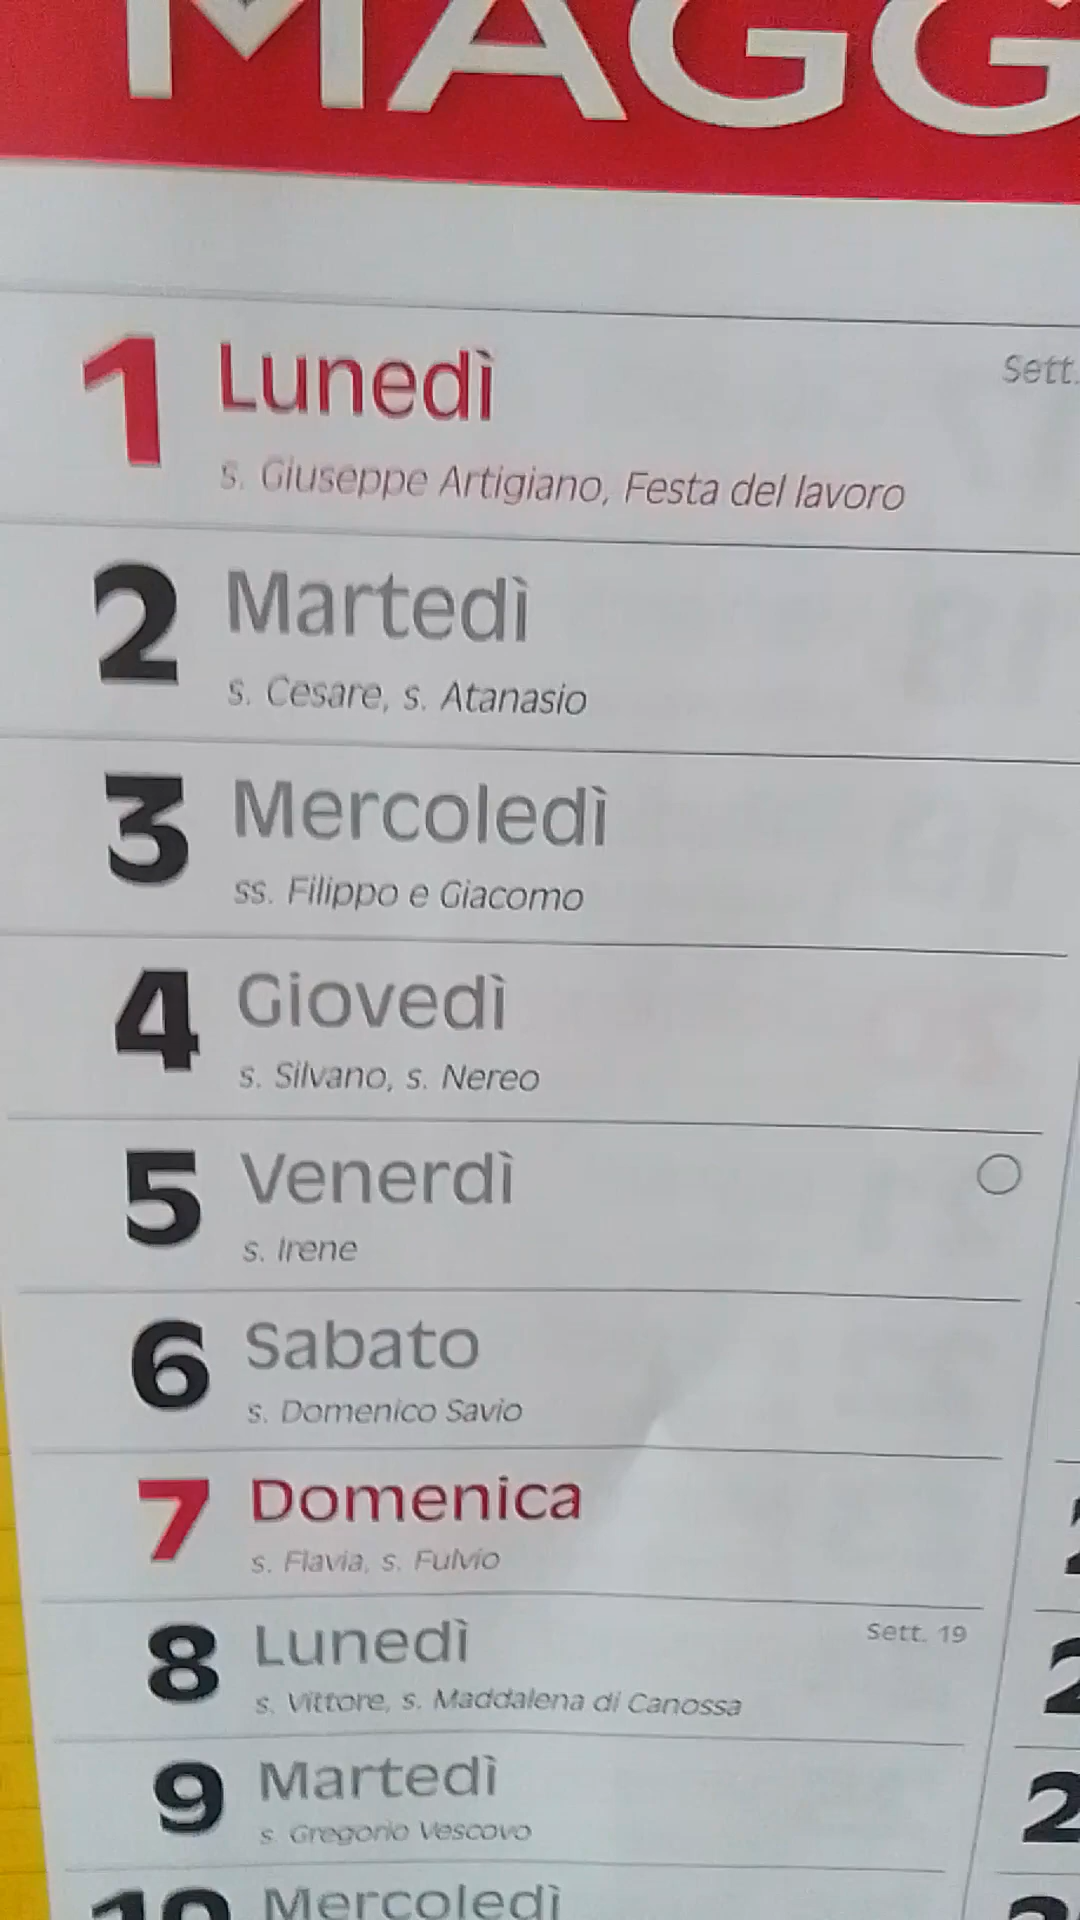 MAGG
1 Lunedì Sett.
s. Giuseppe Artigiano, Festa del lavoro
2 Martedì
s. Cesare, s. Atanasio
3 Mercoledì
ss. Filippo e Giacomo
4 Giovedì
s. Silvano, s. Nereo
5 Venerdì
s. Irene
6 Sabato
s. Domenico Savio
7 Domenica
s. Flavia, s. Fulvio
8 Lunedì Sett. 19
s. Vittore, s. Maddalena di Canossa
9 Martedì
s. Gregorio Vescovo
10 Mercoledì